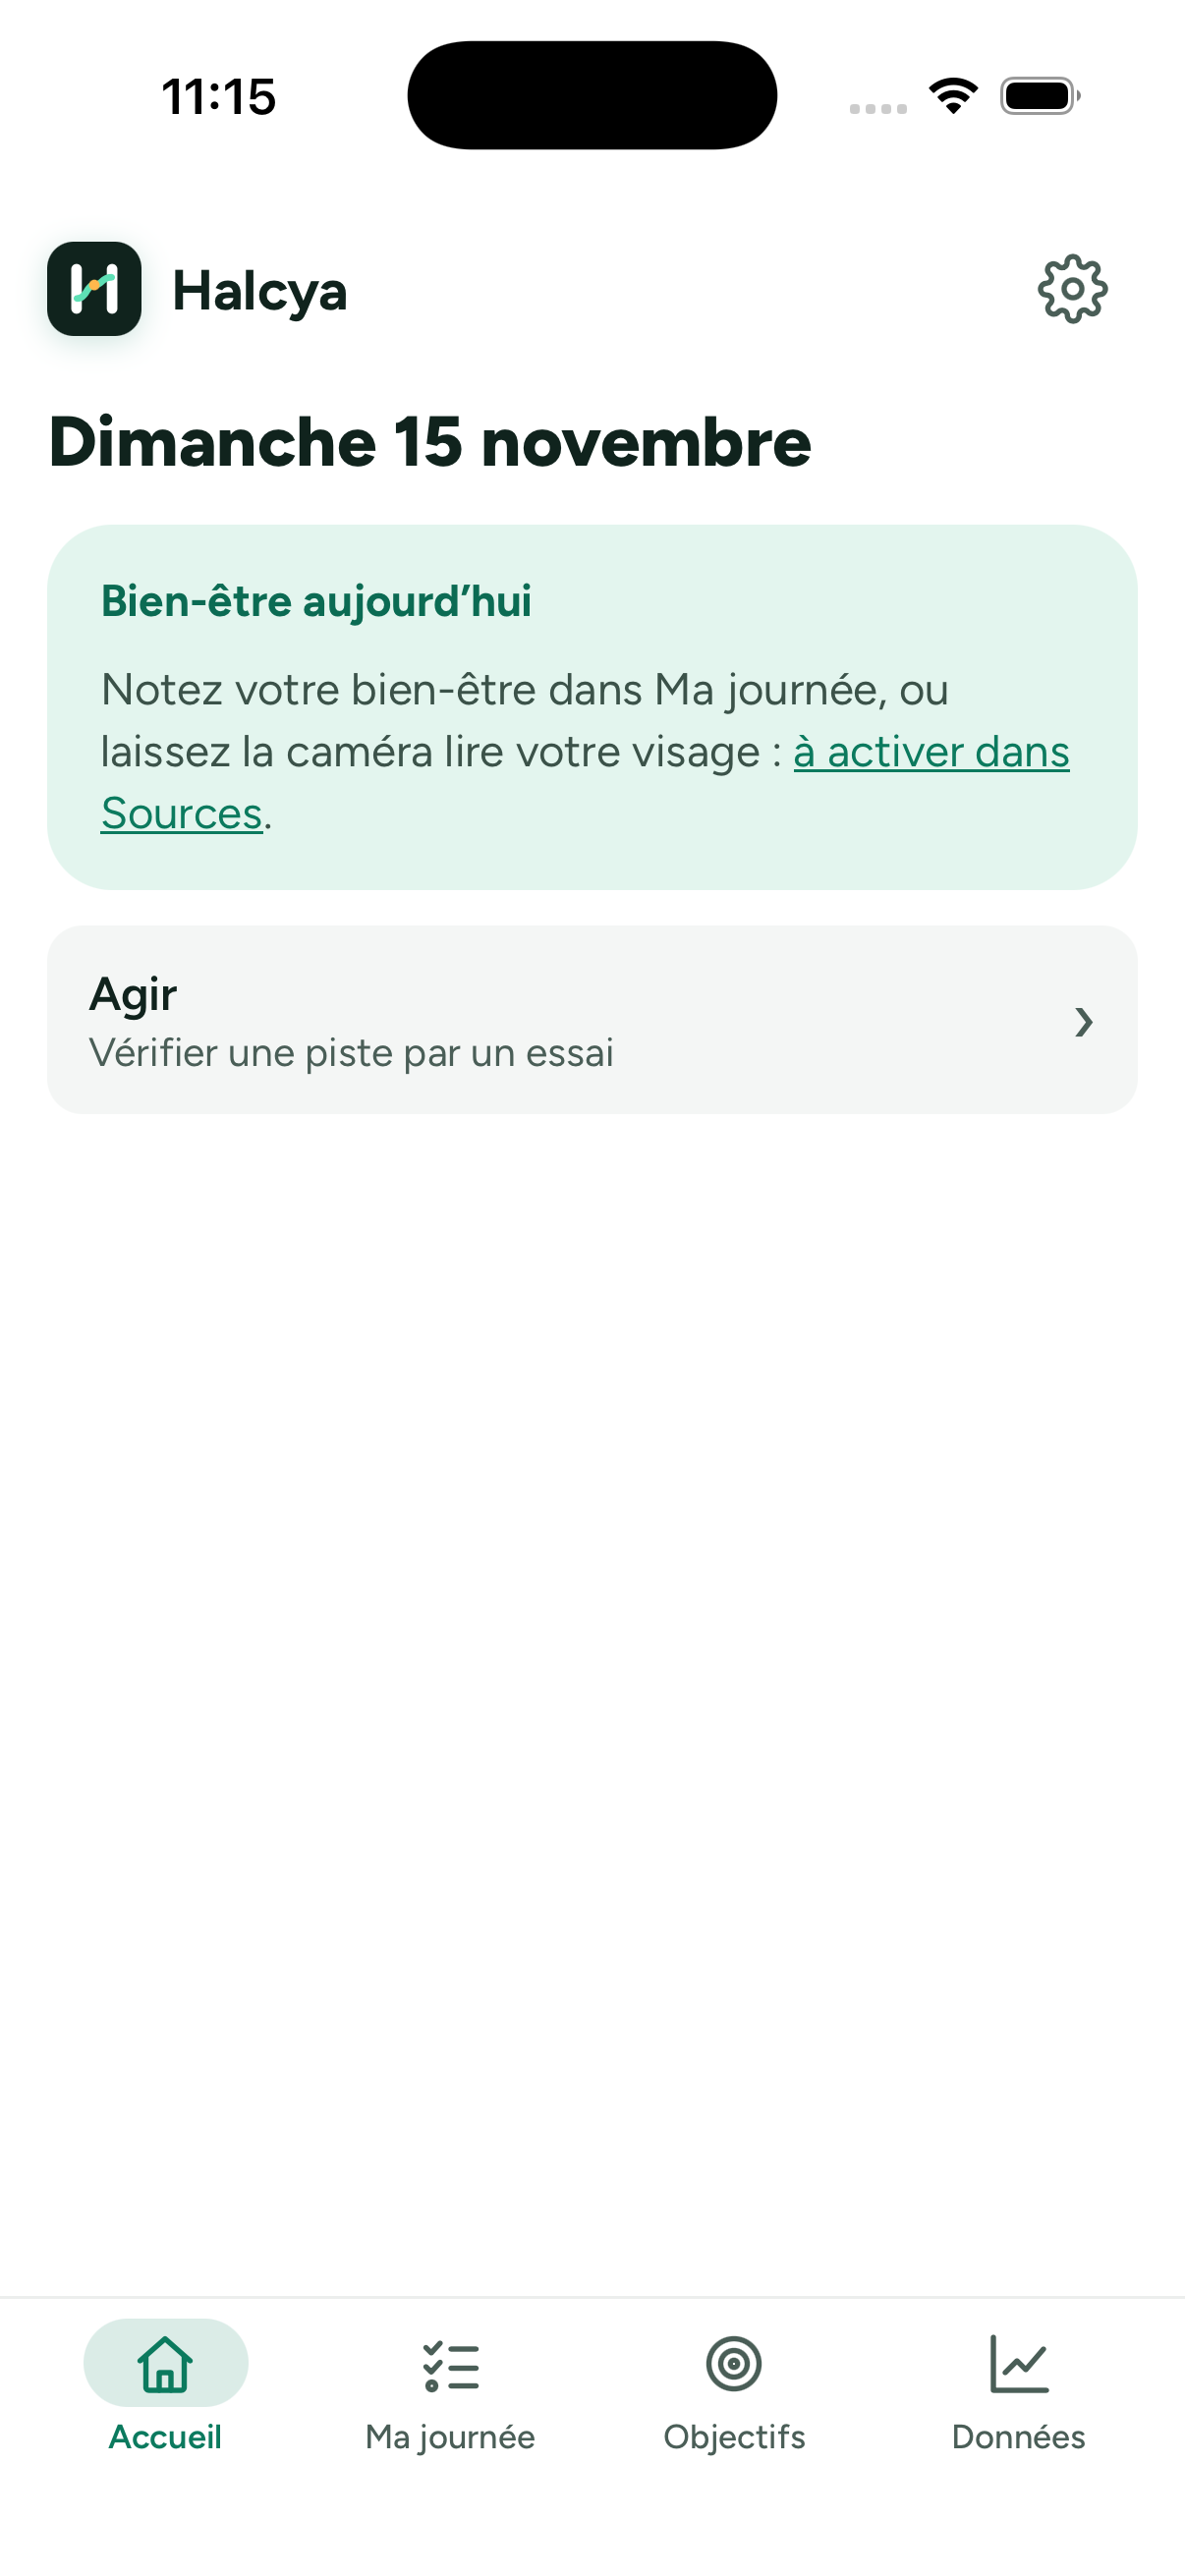 11:15
Halcya
Dimanche 15 novembre
Bien-être aujourd’hui
Notez votre bien-être dans Ma journée, ou
laissez la caméra lire votre visage : à activer dans
Sources.
Agir
Vérifier une piste par un essai
Accueil
Ma journée
Objectifs
Données